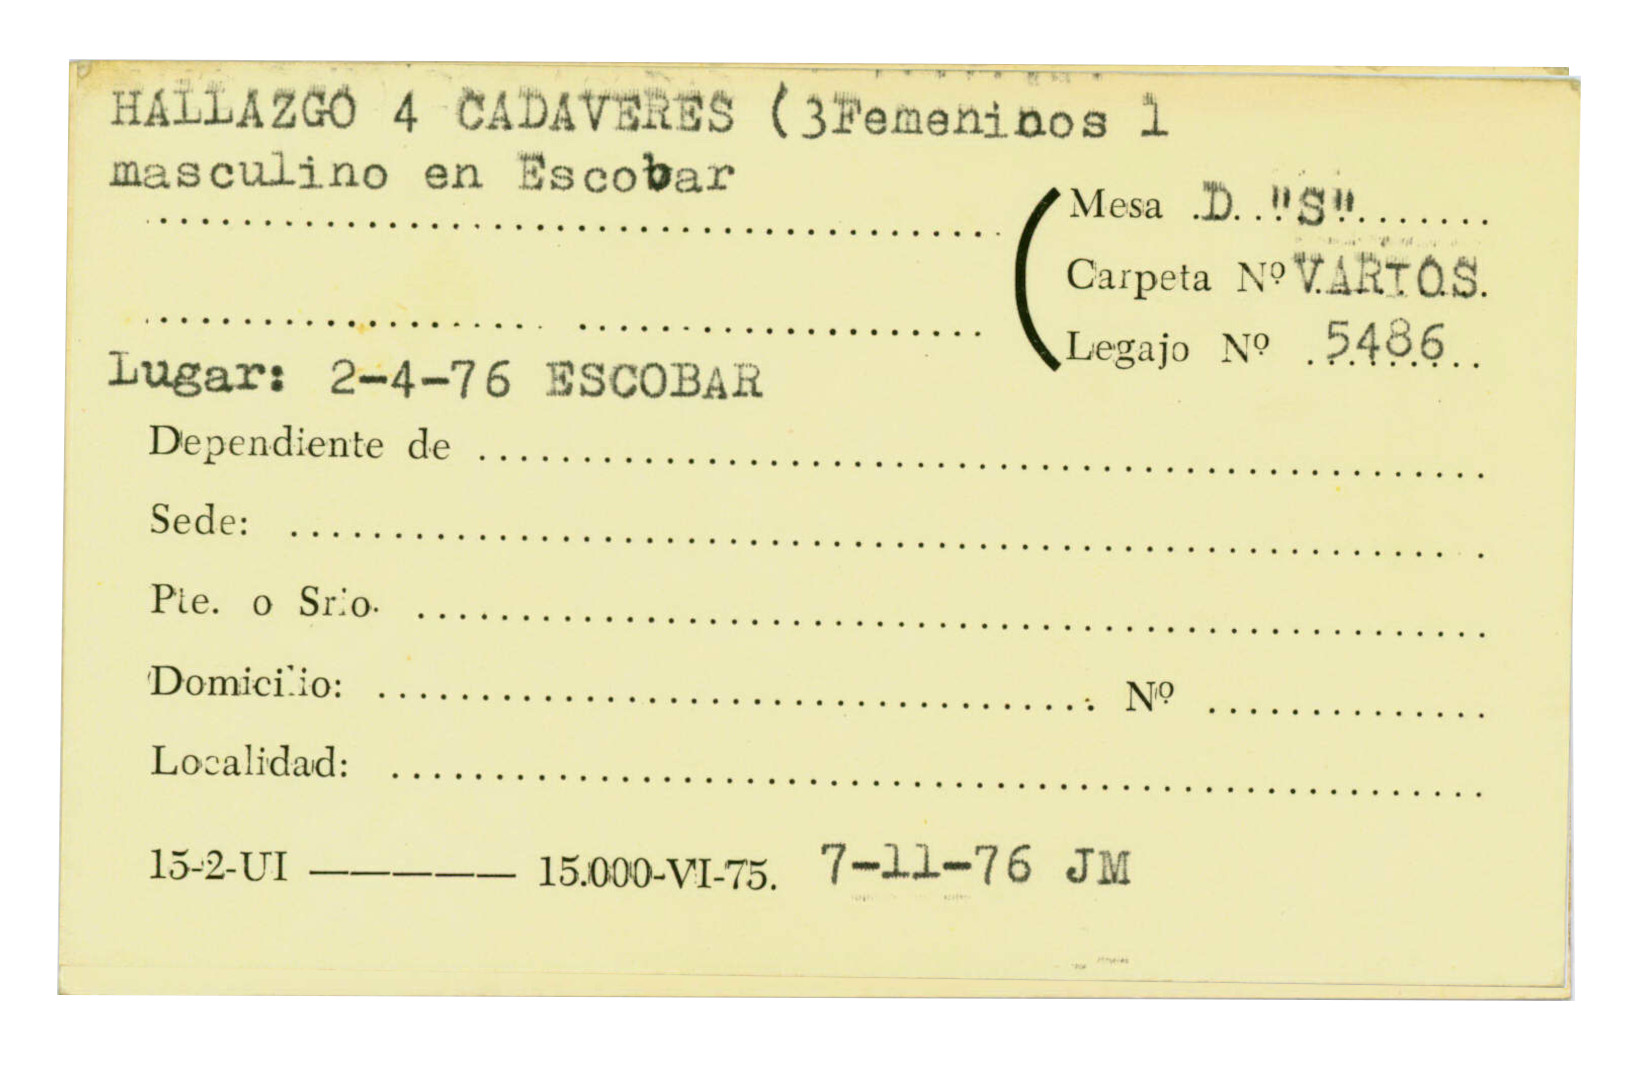 HALLAZGO 4 CADAVERES (3Femeninos 1
masculino en Escobar
Mesa D. "S"
Carpeta Nº VARIOS.
Legajo Nº 5486
Lugar: 2-4-76 ESCOBAR
Dependiente de
Sede:
Pte. o Srio.
Domicilio: Nº
Localidad:
15-2-UI ————— 15.000-VI-75. 7-11-76 JM